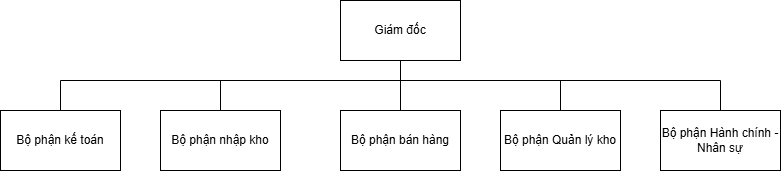 Giám đốc
Bộ phận kế toán
Bộ phận nhập kho
Bộ phận bán hàng
Bộ phận Quản lý kho
Bộ phận Hành chính -
Nhân sự